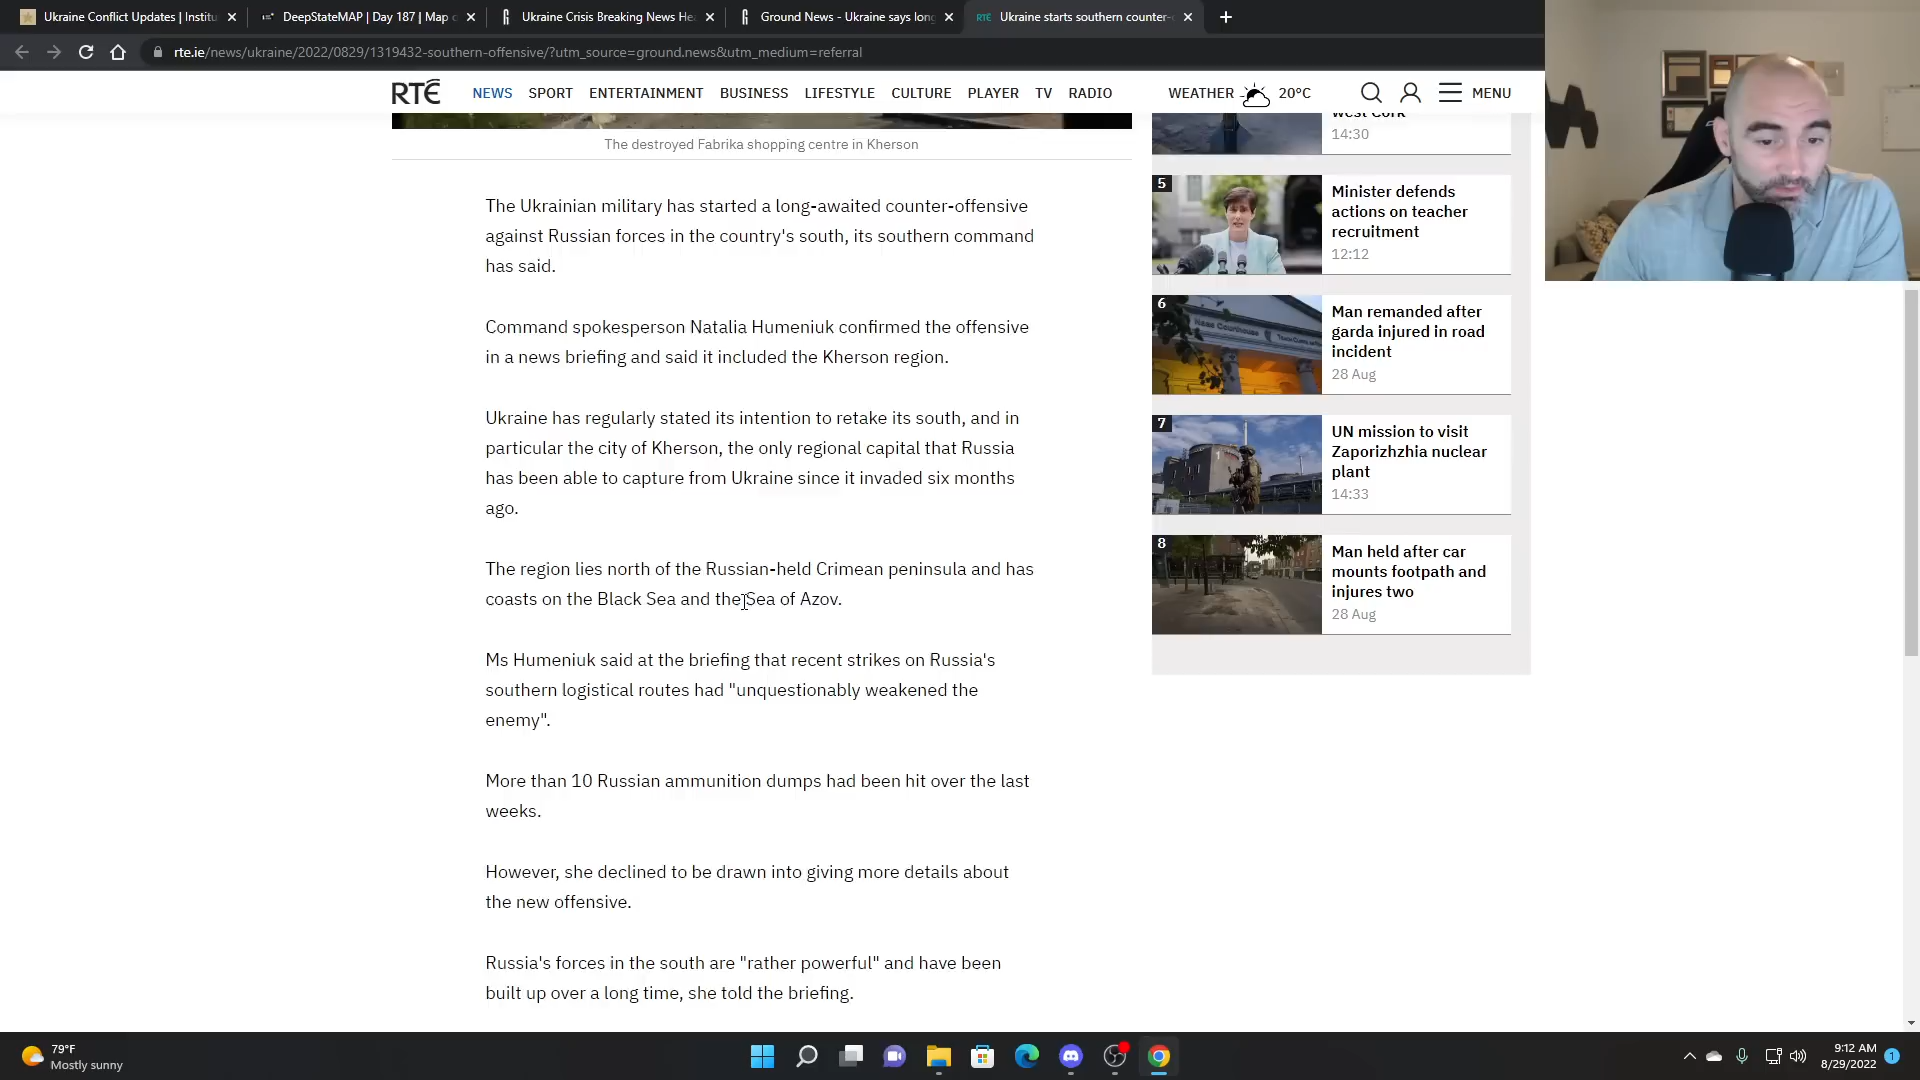 Ukraine Conflict Updates | Institu
DeepStateMAP | Day 187 | Map o
Ukraine Crisis Breaking News He
Ground News - Ukraine says long
Ukraine starts southern counter-
rte.ie/news/ukraine/2022/0829/1319432-southern-offensive/?utm_source=ground.news&utm_medium=referral
RTÉ NEWS SPORT ENTERTAINMENT BUSINESS LIFESTYLE CULTURE PLAYER TV RADIO WEATHER 20°C MENU
The destroyed Fabrika shopping centre in Kherson
The Ukrainian military has started a long-awaited counter-offensive
against Russian forces in the country's south, its southern command
has said.
Command spokesperson Natalia Humeniuk confirmed the offensive
in a news briefing and said it included the Kherson region.
Ukraine has regularly stated its intention to retake its south, and in
particular the city of Kherson, the only regional capital that Russia
has been able to capture from Ukraine since it invaded six months
ago.
The region lies north of the Russian-held Crimean peninsula and has
coasts on the Black Sea and the Sea of Azov.
Ms Humeniuk said at the briefing that recent strikes on Russia's
southern logistical routes had "unquestionably weakened the
enemy".
More than 10 Russian ammunition dumps had been hit over the last
weeks.
However, she declined to be drawn into giving more details about
the new offensive.
Russia's forces in the south are "rather powerful" and have been
built up over a long time, she told the briefing.
west Cork
14:30
5
Minister defends
actions on teacher
recruitment
12:12
6
Naas Courthouse
Man remanded after
garda injured in road
incident
28 Aug
7
UN mission to visit
Zaporizhzhia nuclear
plant
14:33
8
Man held after car
mounts footpath and
injures two
28 Aug
79°F
Mostly sunny
9:12 AM
8/29/2022
1